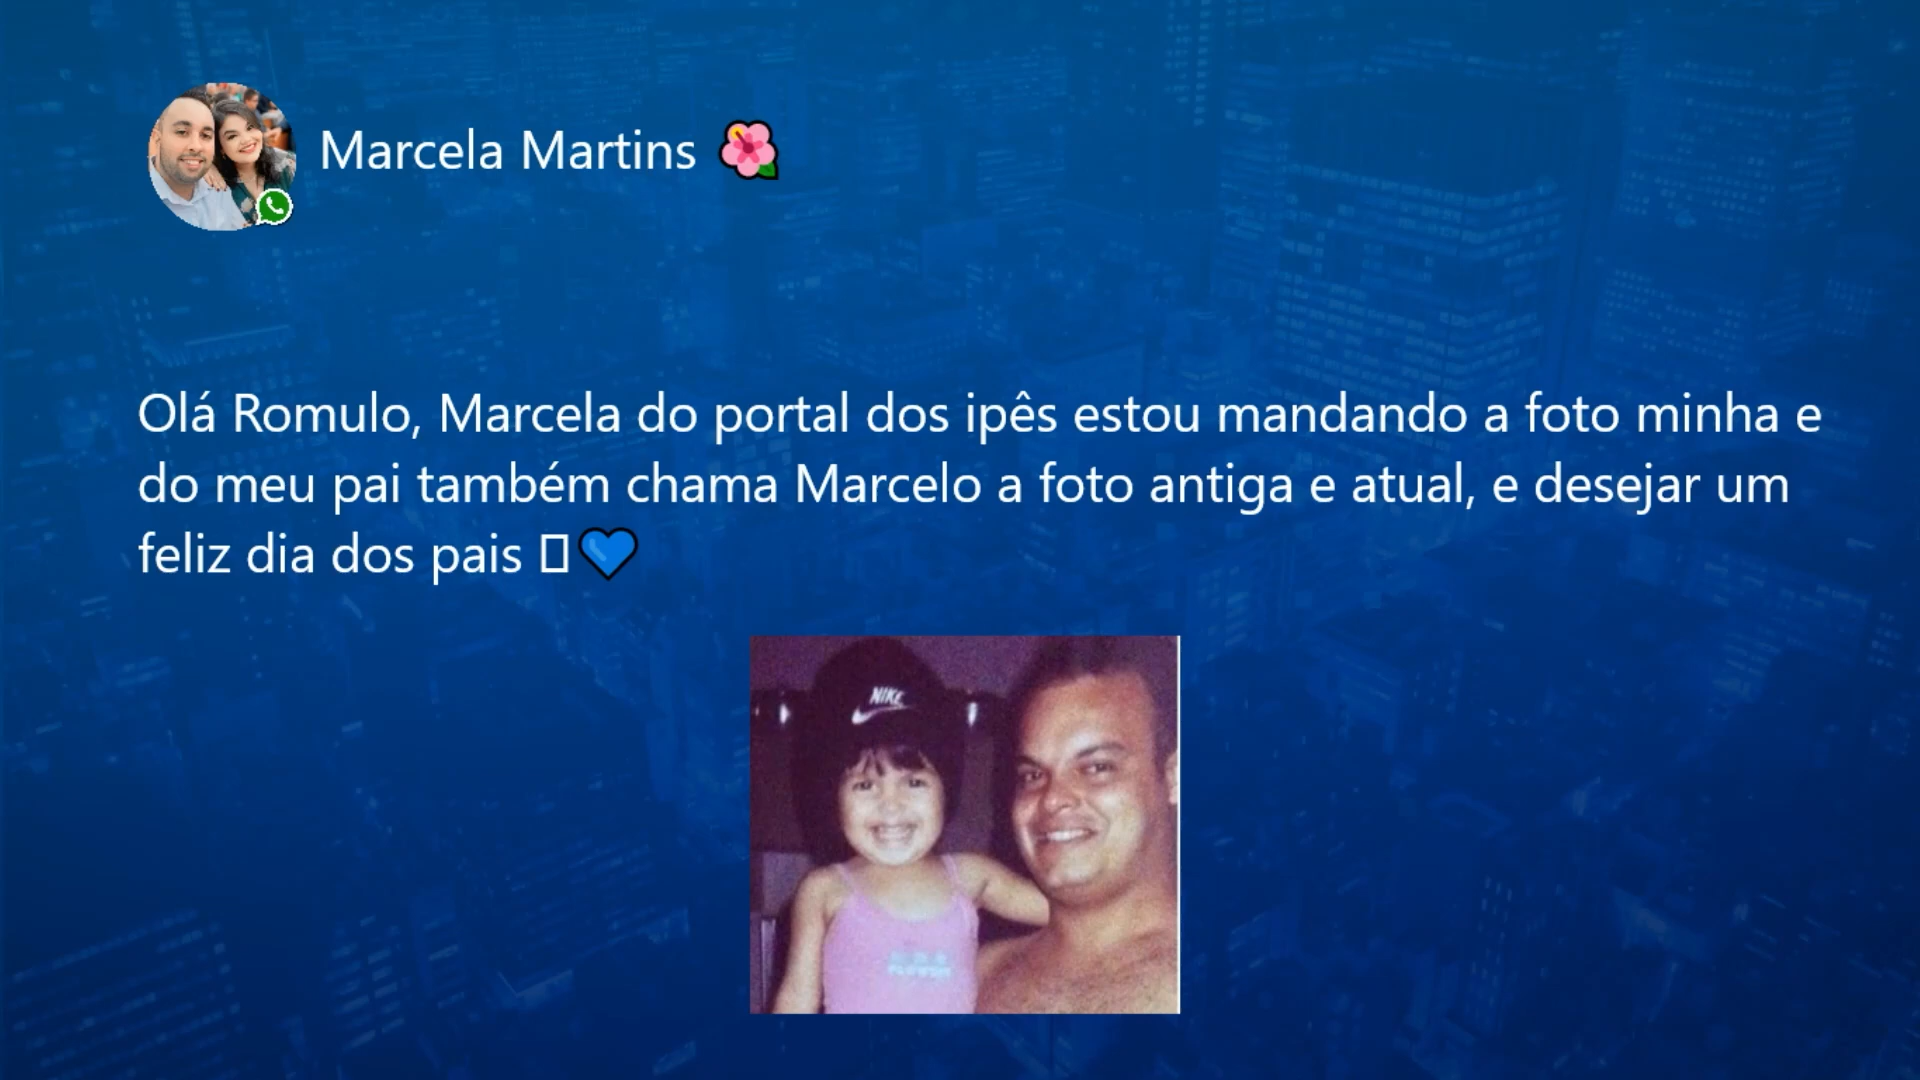 Marcela Martins 🌺
Olá Romulo, Marcela do portal dos ipês estou mandando a foto minha e
do meu pai também chama Marcelo a foto antiga e atual, e desejar um
feliz dia dos pais 💙
NIKE